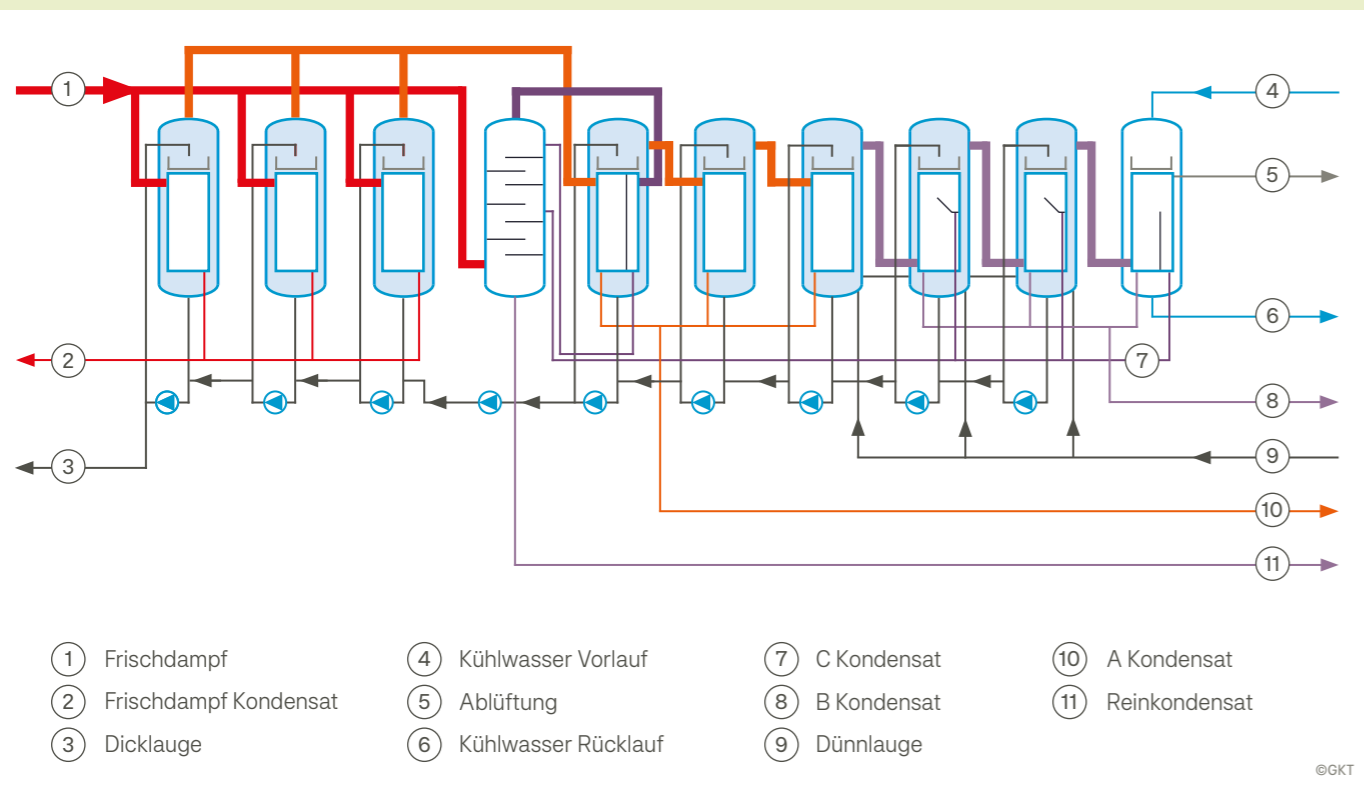 1
4
5
6
2
7
8
3
9
10
11
1 Frischdampf
2 Frischdampf Kondensat
3 Dicklauge
4 Kühlwasser Vorlauf
5 Ablüftung
6 Kühlwasser Rücklauf
7 C Kondensat
8 B Kondensat
9 Dünnlauge
10 A Kondensat
11 Reinkondensat
©GKT